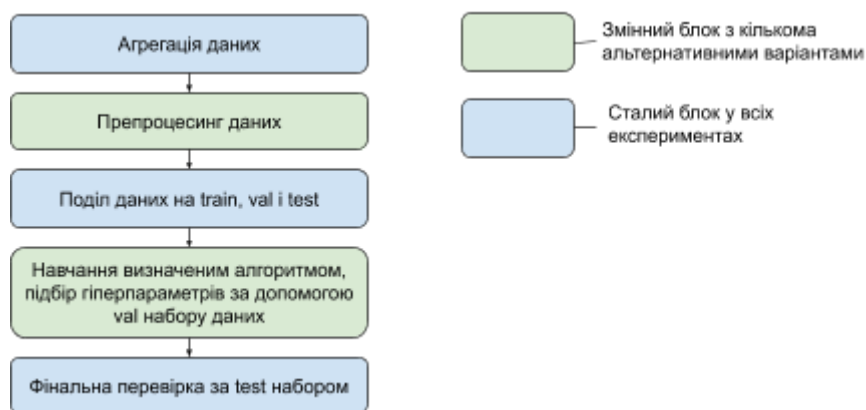 Агрегація даних
Препроцесинг даних
Поділ даних на train, val і test
Навчання визначеним алгоритмом,
підбір гіперпараметрів за допомогою
val набору даних
Фінальна перевірка за test набором
Змінний блок з кількома
альтернативними варіантами
Сталий блок у всіх
експериментах